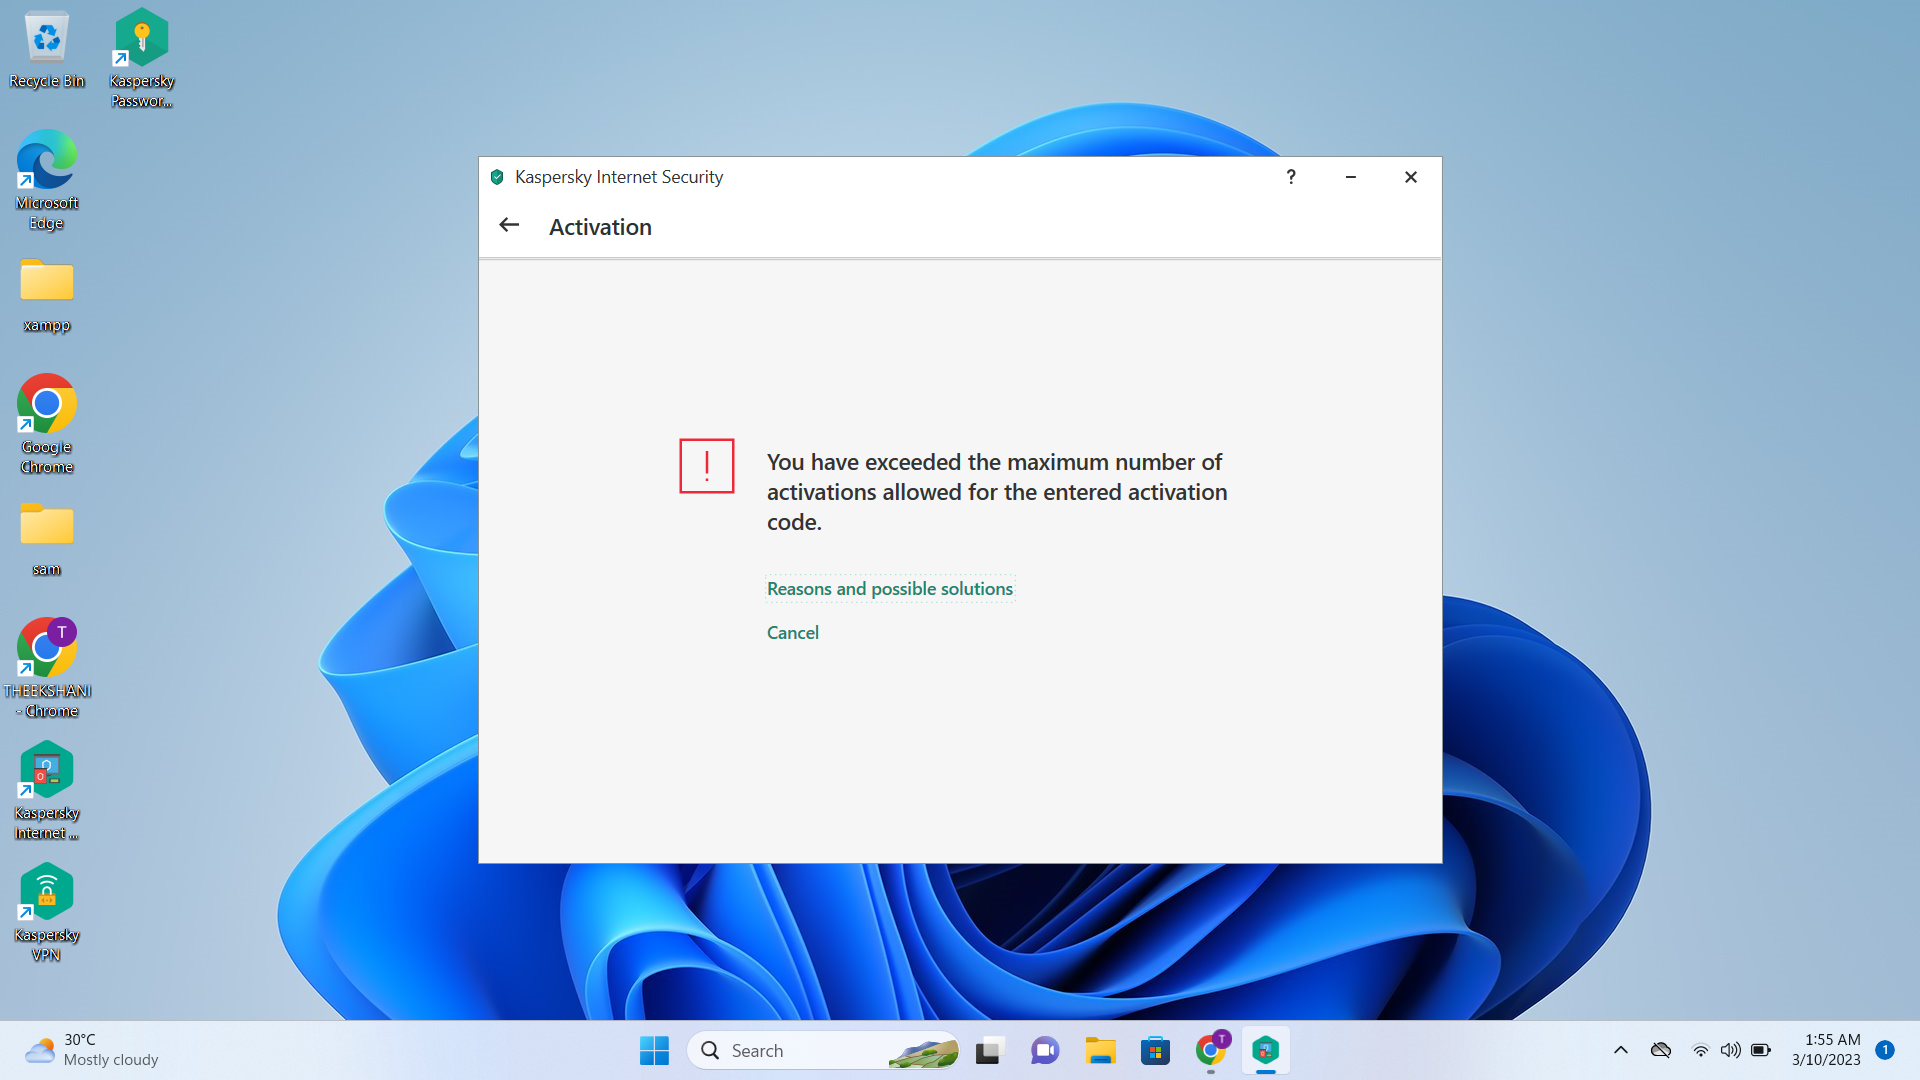 Recycle Bin
Kaspersky
Passwor...
Microsoft
Edge
xampp
Google
Chrome
sam
T
THEEKSHANI
- Chrome
Kaspersky
Internet ...
Kaspersky
VPN
Kaspersky Internet Security
?
Activation
!
You have exceeded the maximum number of
activations allowed for the entered activation
code.
Reasons and possible solutions
Cancel
30°C
Mostly cloudy
Search
T
1:55 AM
3/10/2023
1